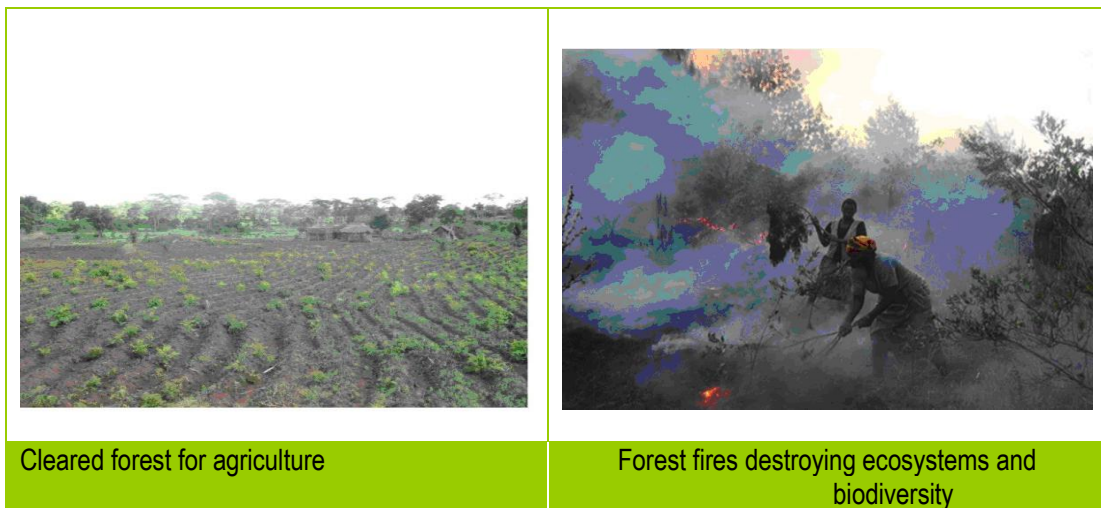 Cleared forest for agriculture
Forest fires destroying ecosystems and
biodiversity